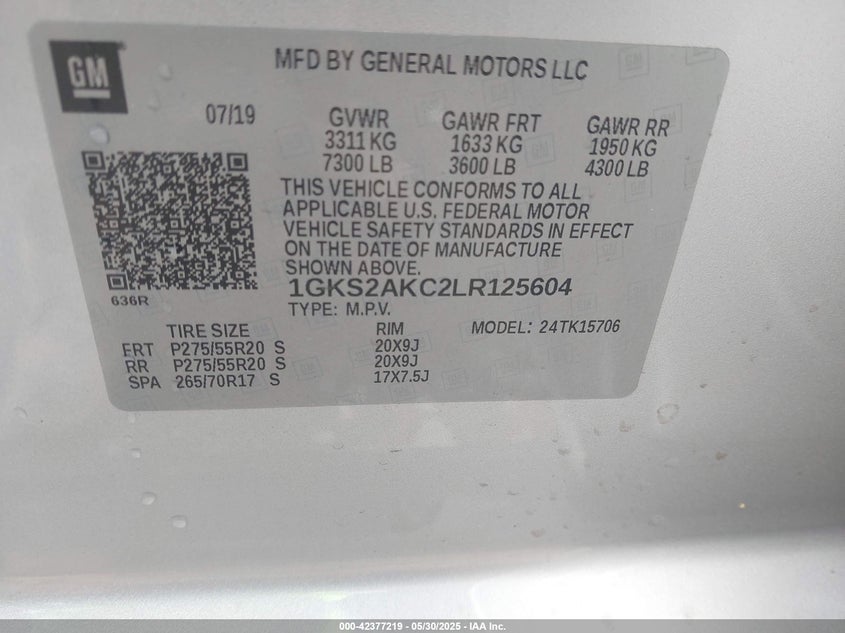 GM
MFD BY GENERAL MOTORS LLC
07/19
GVWR GAWR FRT GAWR RR
3311 KG 1633 KG 1950 KG
7300 LB 3600 LB 4300 LB
THIS VEHICLE CONFORMS TO ALL
APPLICABLE U.S. FEDERAL MOTOR
VEHICLE SAFETY STANDARDS IN EFFECT
ON THE DATE OF MANUFACTURE
SHOWN ABOVE.
1GKS2AKC2LR125604
636R
TYPE: M.P.V.
TIRE SIZE RIM MODEL: 24TK15706
FRT P275/55R20 S 20X9J
RR P275/55R20 S 20X9J
SPA 265/70R17 S 17X7.5J
000-42377219 - 05/30/2025 - IAA Inc.